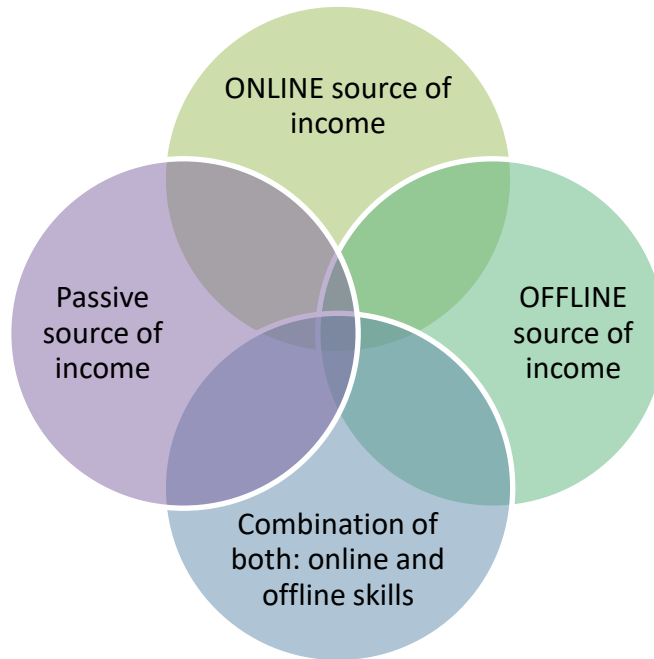 ONLINE source of
income
Passive
source of
income
OFFLINE
source of
income
Combination of
both: online and
offline skills